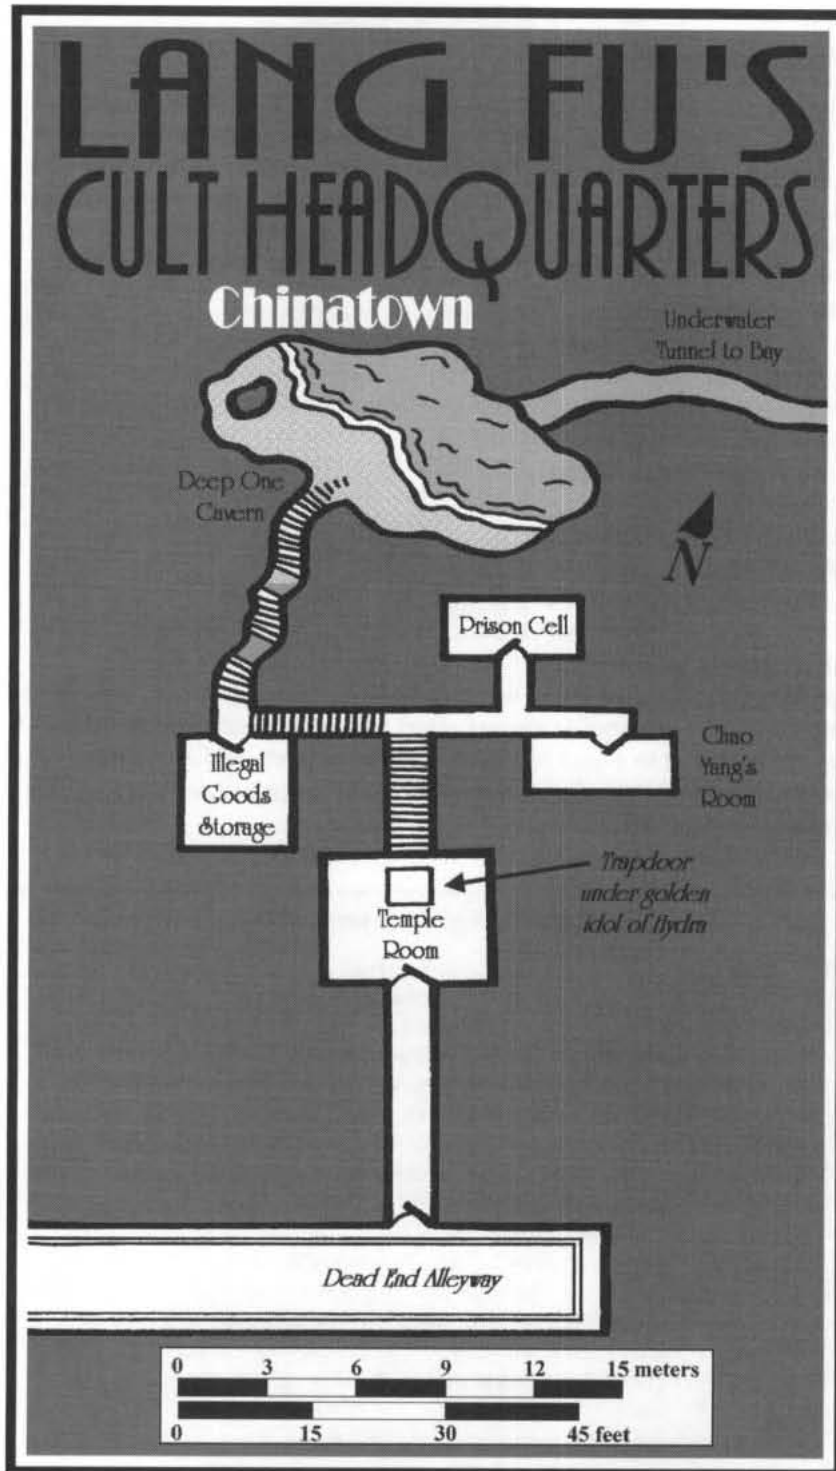 LANG FU'S
CULT HEADQUARTERS
Chinatown
Underwater
Tunnel to Bay
Deep One
Cavern
N
Prison Cell
Illegal
Goods
Storage
Chao
Yang's
Room
Trapdoor
under golden
idol of Hydra
Temple
Room
Dead End Alleyway
0 3 6 9 12 15 meters
0 15 30 45 feet